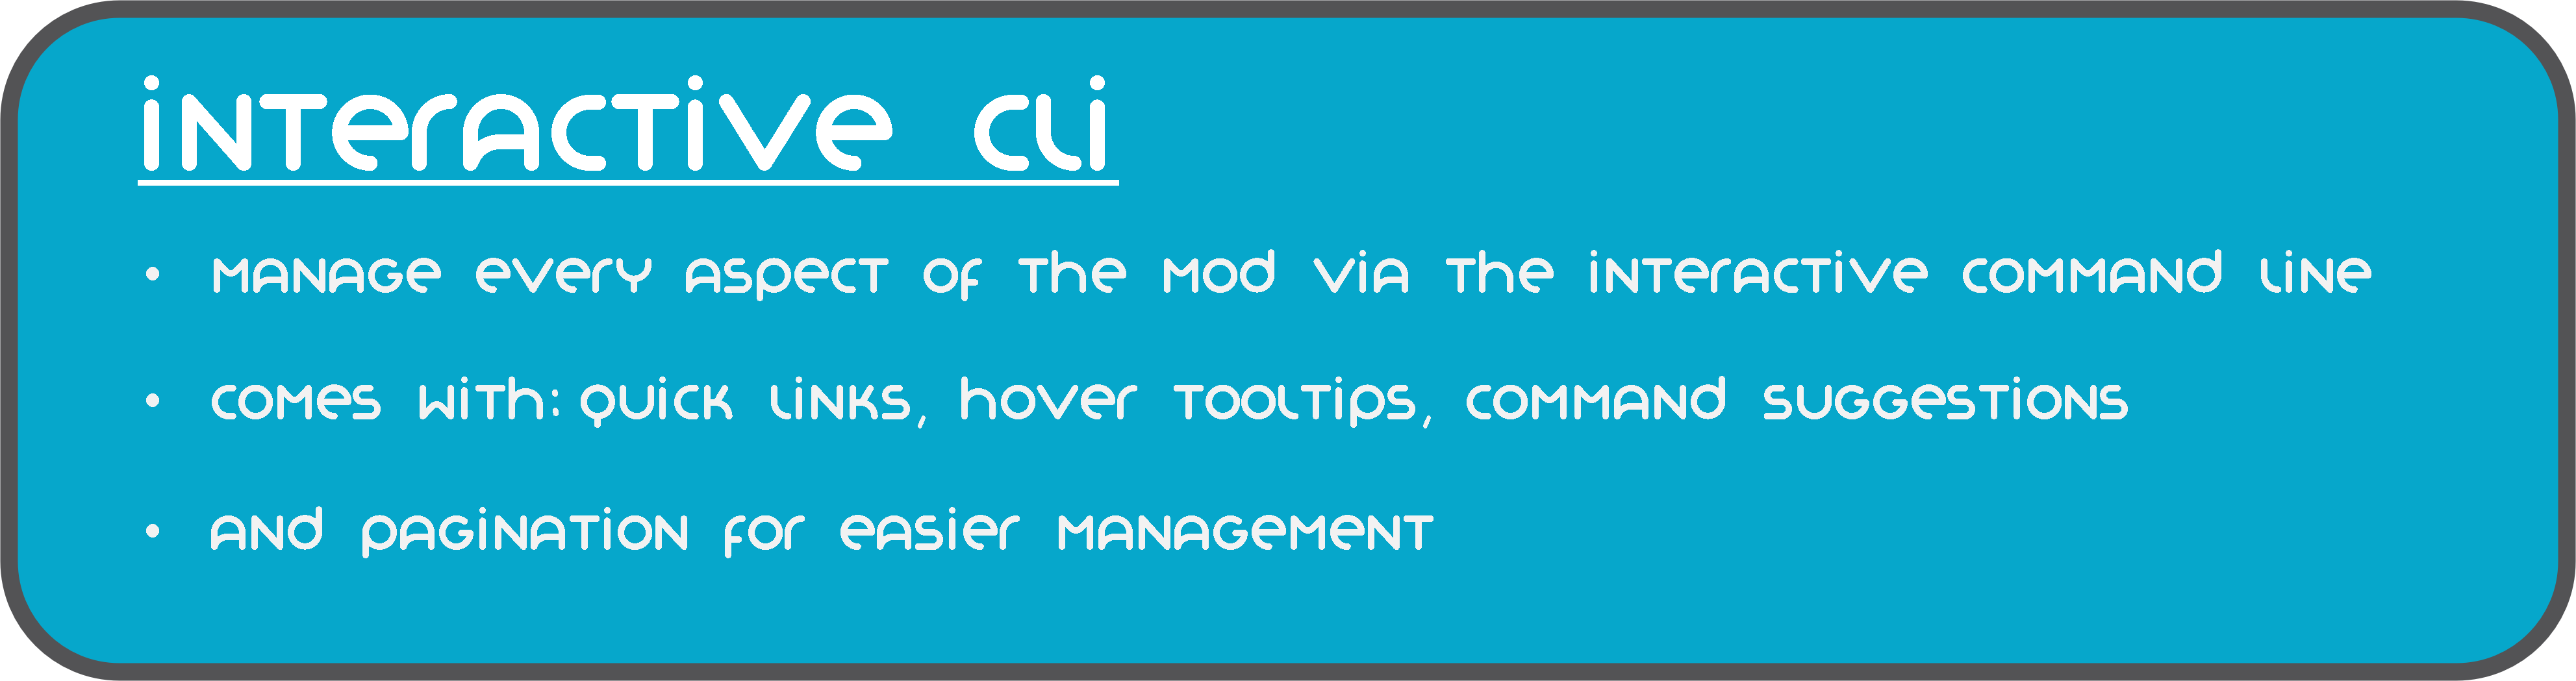 interactive cli
• manage every aspect of the mod via the interactive command line
• comes with: quick links, hover tooltips, command suggestions
• and pagination for easier management